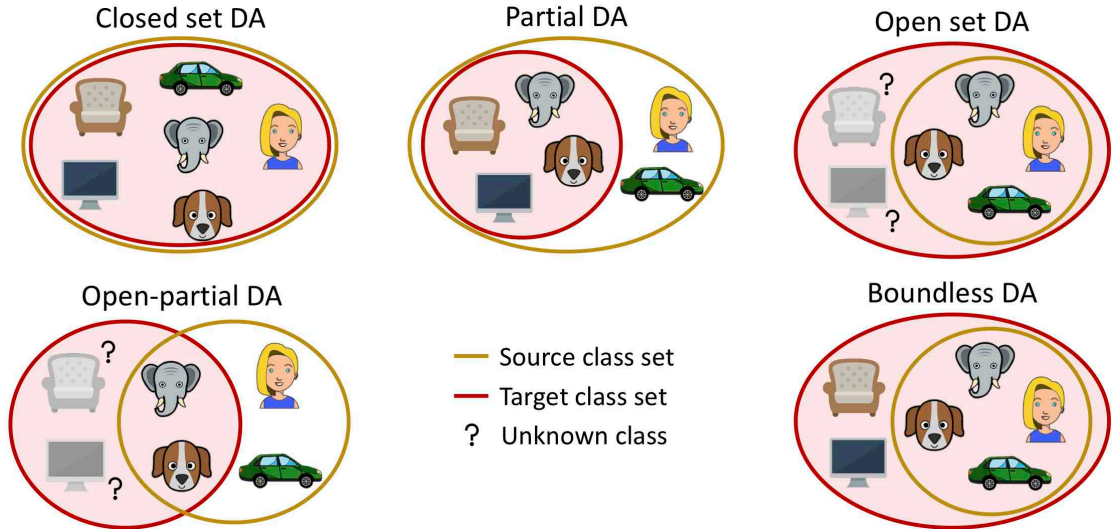 Closed set DA
Partial DA
Open set DA
?
?
Open-partial DA
?
?
Source class set
Target class set
? Unknown class
Boundless DA